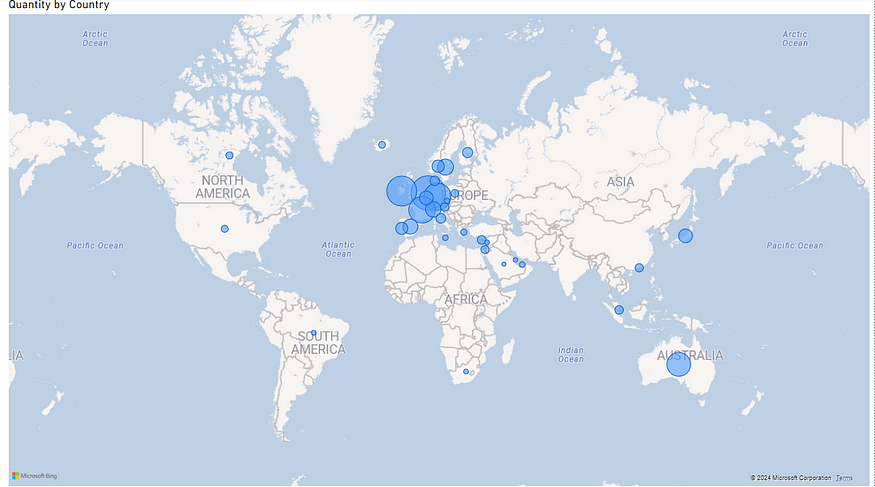 Quantity by Country
Arctic
Ocean
Arctic
Ocean
NORTH
AMERICA
EUROPE
ASIA
Pacific Ocean
Atlantic
Ocean
Pacific Ocean
AFRICA
SOUTH
AMERICA
Indian
Ocean
LIA
AUSTRALIA
Microsoft Bing
© 2024 Microsoft Corporation Terms